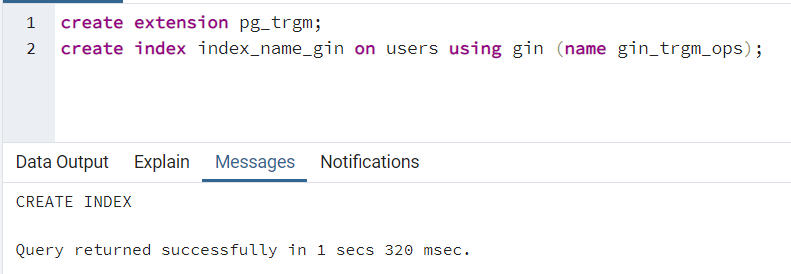 1 create extension pg_trgm;
2 create index index_name_gin on users using gin (name gin_trgm_ops);
Data Output Explain Messages Notifications
CREATE INDEX
Query returned successfully in 1 secs 320 msec.